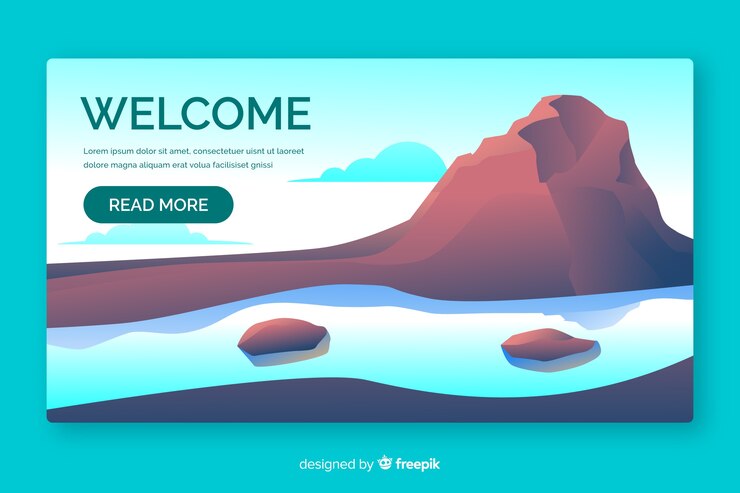 WELCOME
Lorem ipsum dolor sit amet, consectetuer uisnt ut laoreet
dolore magna aliquam erat volua facilisiset gnissi
READ MORE
designed by freepik